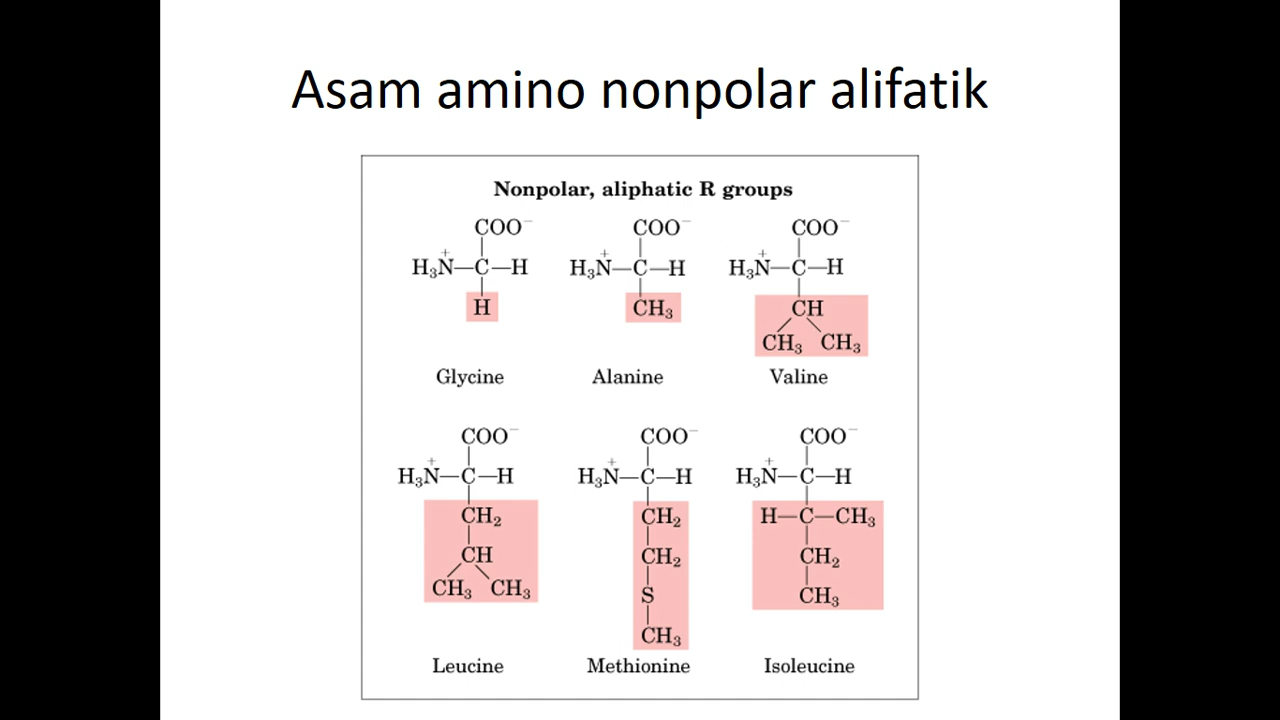 Asam amino nonpolar alifatik
Nonpolar, aliphatic R groups
COO⁻ COO⁻ COO⁻
H₃N⁺—C—H H₃N⁺—C—H H₃N⁺—C—H
H CH₃ CH
CH₃ CH₃
Glycine Alanine Valine
COO⁻ COO⁻ COO⁻
H₃N⁺—C—H H₃N⁺—C—H H₃N⁺—C—H
CH₂ CH₂ H—C—CH₃
CH CH₂ CH₂
CH₃ CH₃ S CH₃
CH₃
Leucine Methionine Isoleucine